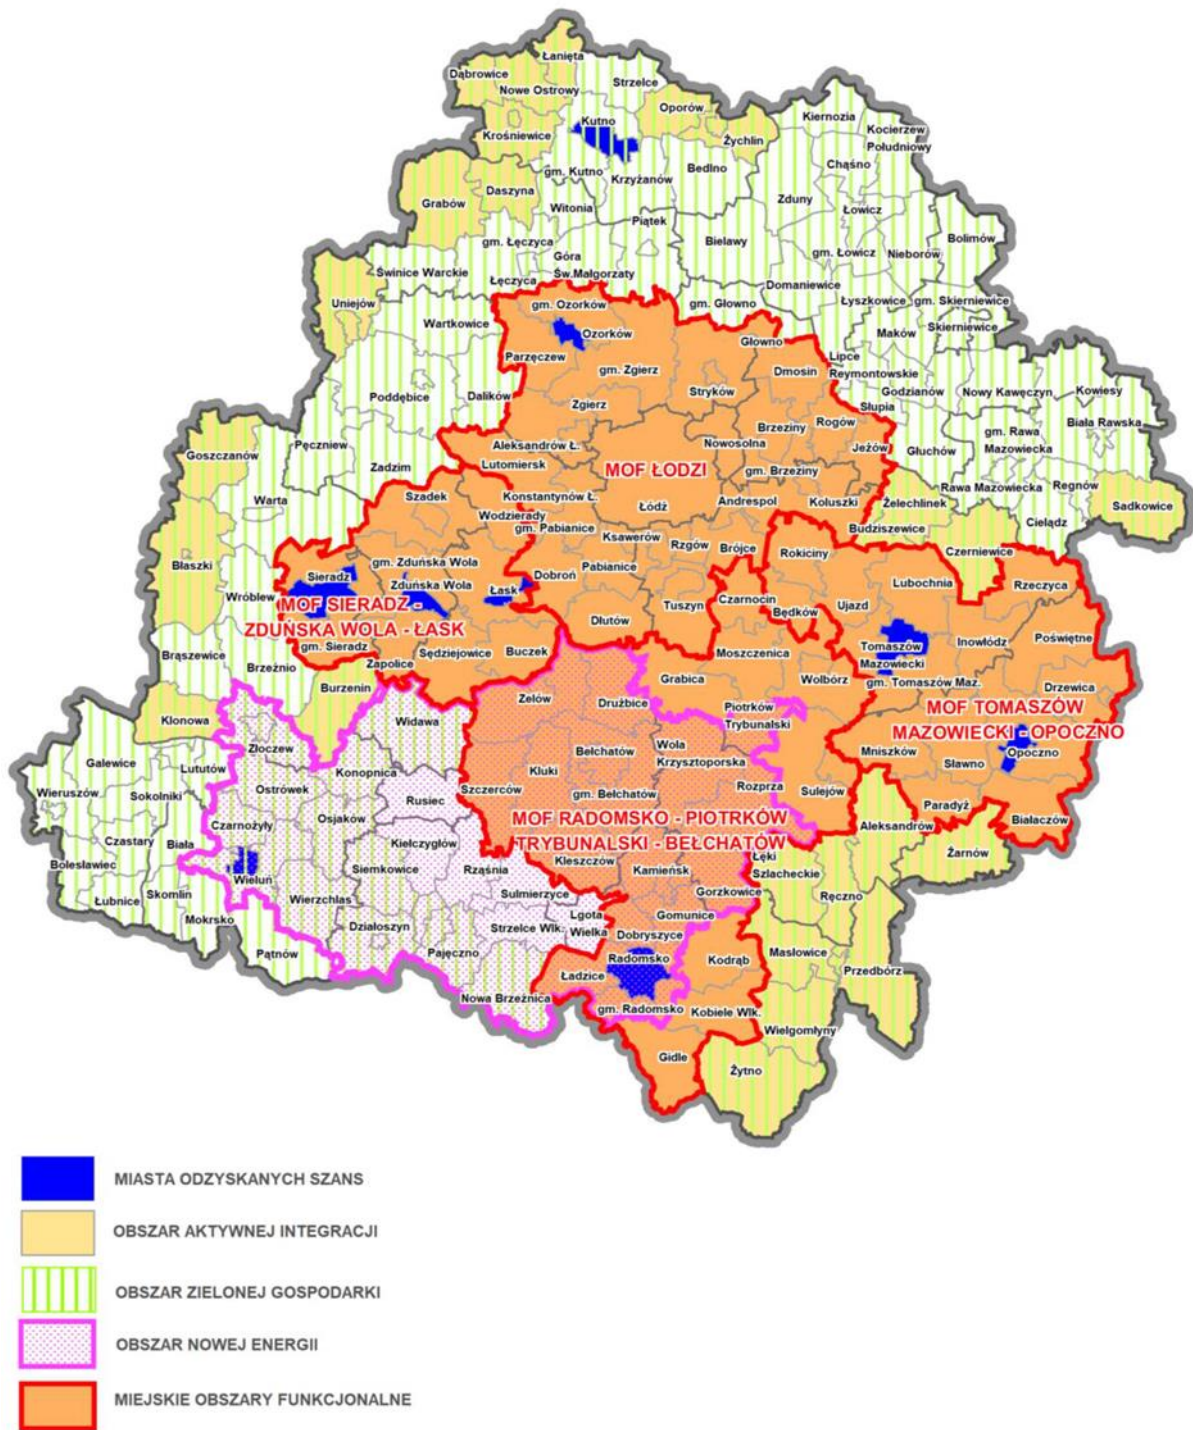 Łanięta
Dąbrowice
Nowe Ostrowy
Strzelce
Oporów
Kutno
Krośniewice
Żychlin
Kiernozia
Kocierzew
Południowy
Chąśno
gm. Kutno
Krzyżanów
Bedlno
Daszyna
Grabów
Witonia
Piątek
Zduny
Łowicz
gm. Łęczyca
Góra
Św.Małgorzaty
Bielawy
gm. Łowicz
Nieborów
Bolimów
Świnice Warckie
Łęczyca
Domaniewice
Uniejów
gm. Ozorków
gm. Głowno
Łyszkowice
gm. Skierniewice
Wartkowice
Ozorków
Maków
Skierniewice
Parzęczew
Głowno
Lipce
Reymontowskie
gm. Zgierz
Dmosin
Godzianów
Nowy Kawęczyn
Kowiesy
Poddębice
Dalików
Stryków
Zgierz
Słupia
Rogów
Biała Rawska
Brzeziny
gm. Rawa
Mazowiecka
Pęczniew
Aleksandrów Ł.
Nowosolna
Jeżów
Głuchów
Goszczanów
Zadzim
Lutomiersk
MOF ŁODZI
gm. Brzeziny
Rawa Mazowiecka
Regnów
Warta
Szadek
Konstantynów Ł.
Łódź
Andrespol
Koluszki
Żelechlinek
Sadkowice
Wodzierady
gm. Pabianice
Ksawerów
Rzgów
Brójce
Budziszewice
Cielądz
Rokiciny
Czerniewice
Błaszki
Sieradz
gm. Zduńska Wola
Zduńska Wola
Łask
Dobroń
Pabianice
Lubochnia
Rzeczyca
Wróblew
MOF SIERADZ -
ZDUŃSKA WOLA - ŁASK
Tuszyn
Czarnocin
Będków
Ujazd
Dłutów
Inowłódz
Poświętne
gm. Sieradz
Sędziejowice
Buczek
Moszczenica
Tomaszów
Mazowiecki
Brąszewice
Brzeźnio
Zapolice
Grabica
Wolbórz
gm. Tomaszów Maz.
Drzewica
Burzenin
Zelów
Drużbice
Piotrków
Trybunalski
MOF TOMASZÓW
MAZOWIECKI - OPOCZNO
Klonowa
Widawa
Złoczew
Bełchatów
Wola
Krzysztoporska
Mniszków
Opoczno
Galewice
Lututów
Konopnica
Kluki
Sławno
Wieruszów
Sokolniki
Ostrówek
Rusiec
Szczerców
gm. Bełchatów
Rozprza
Sulejów
Czarnożyły
Osjaków
MOF RADOMSKO - PIOTRKÓW
TRYBUNALSKI - BEŁCHATÓW
Aleksandrów
Paradyż
Białaczów
Czastary
Biała
Kiełczygłów
Bolesławiec
Wieluń
Siemkowice
Rząśnia
Kleszczów
Kamieńsk
Łęki
Szlacheckie
Żarnów
Łubnice
Skomlin
Wierzchlas
Sulmierzyce
Gorzkowice
Ręczno
Mokrsko
Działoszyn
Strzelce Wlk.
Lgota
Wielka
Gomunice
Dobryszyce
Pątnów
Pajęczno
Radomsko
Kodrąb
Masłowice
Przedbórz
Ładzice
Nowa Brzeźnica
gm. Radomsko
Kobiele Wlk.
Wielgomłyny
Gidle
Żytno
MIASTA ODZYSKANYCH SZANS
OBSZAR AKTYWNEJ INTEGRACJI
OBSZAR ZIELONEJ GOSPODARKI
OBSZAR NOWEJ ENERGII
MIEJSKIE OBSZARY FUNKCJONALNE